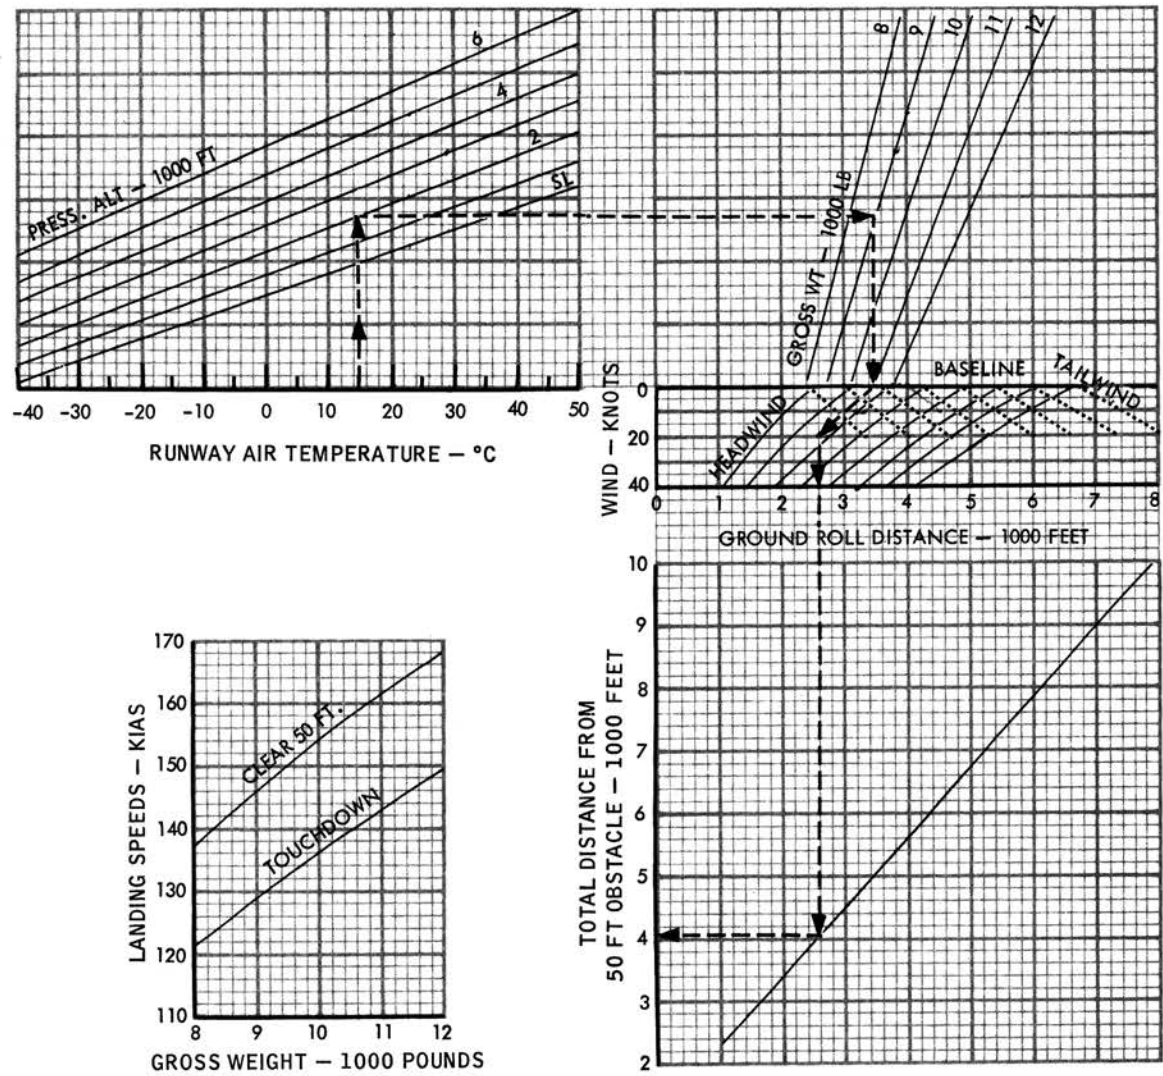 6
4
2
SL
PRESS. ALT – 1000 FT
-40 -30 -20 -10 0 10 20 30 40 50
RUNWAY AIR TEMPERATURE – °C
8 9 10 11 12
GROSS WT – 1000 LB
BASELINE
TAILWIND
HEADWIND
WIND – KNOTS
0
20
40
0 1 2 3 4 5 6 7 8
GROUND ROLL DISTANCE – 1000 FEET
170
160
150
140
130
120
110
LANDING SPEEDS – KIAS
CLEAR 50 FT.
TOUCHDOWN
8 9 10 11 12
GROSS WEIGHT – 1000 POUNDS
10
9
8
7
6
5
4
3
2
TOTAL DISTANCE FROM
50 FT OBSTACLE – 1000 FEET